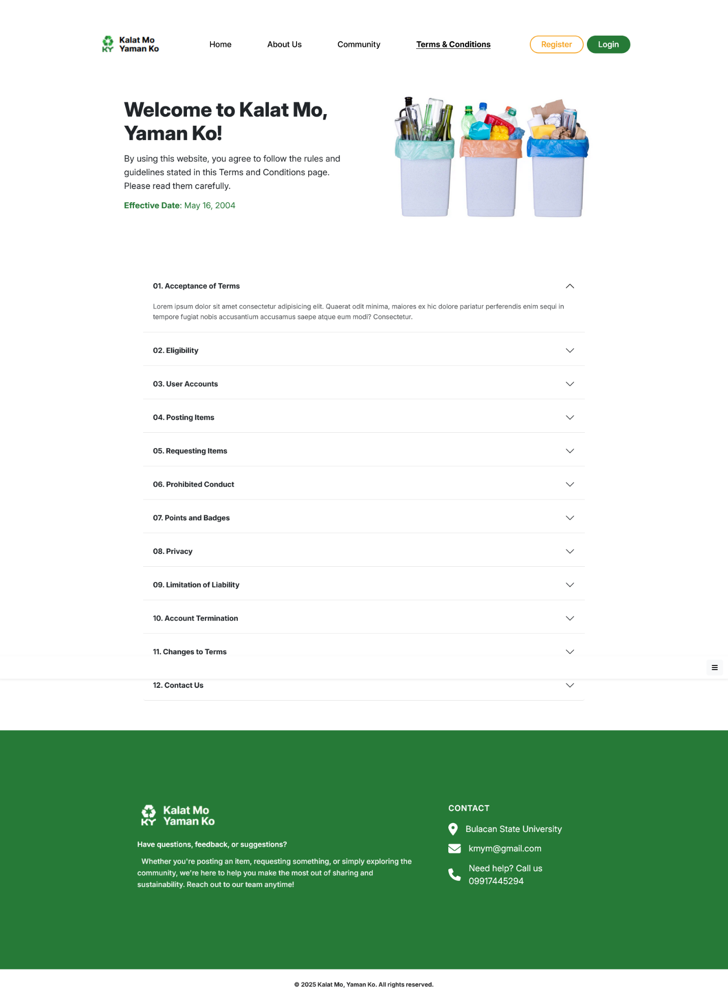 Kalat Mo
Yaman Ko
KY
Home
About Us
Community
Terms & Conditions
Register
Login
Welcome to Kalat Mo,
Yaman Ko!
By using this website, you agree to follow the rules and
guidelines stated in this Terms and Conditions page.
Please read them carefully.
Effective Date: May 16, 2004
01. Acceptance of Terms
Lorem ipsum dolor sit amet consectetur adipisicing elit. Quaerat odit minima, maiores ex hic dolore pariatur perferendis enim sequi in
tempore fugiat nobis accusantium accusamus saepe atque eum modi? Consectetur.
02. Eligibility
03. User Accounts
04. Posting Items
05. Requesting Items
06. Prohibited Conduct
07. Points and Badges
08. Privacy
09. Limitation of Liability
10. Account Termination
11. Changes to Terms
12. Contact Us
Kalat Mo
Yaman Ko
KY
Have questions, feedback, or suggestions?
Whether you're posting an item, requesting something, or simply exploring the
community, we're here to help you make the most out of sharing and
sustainability. Reach out to our team anytime!
CONTACT
Bulacan State University
kmym@gmail.com
Need help? Call us
09917445294
© 2025 Kalat Mo, Yaman Ko. All rights reserved.